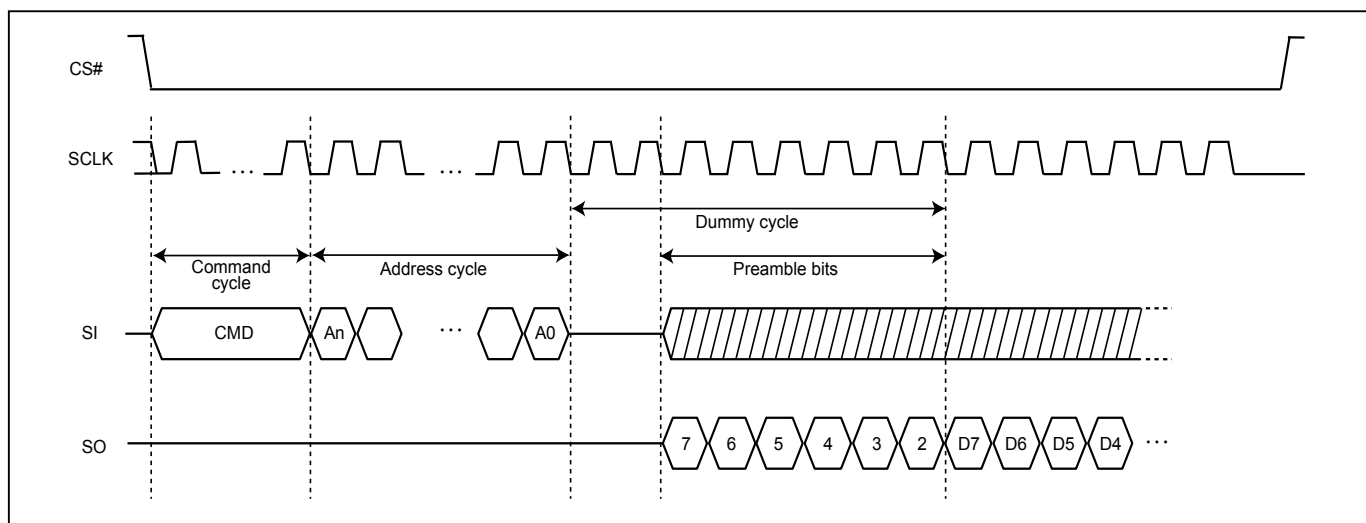 CS#
SCLK
... ...
Dummy cycle
Command
cycle
Address cycle
Preamble bits
SI
CMD
An
...
A0
SO
7 6 5 4 3 2 D7 D6 D5 D4 ...